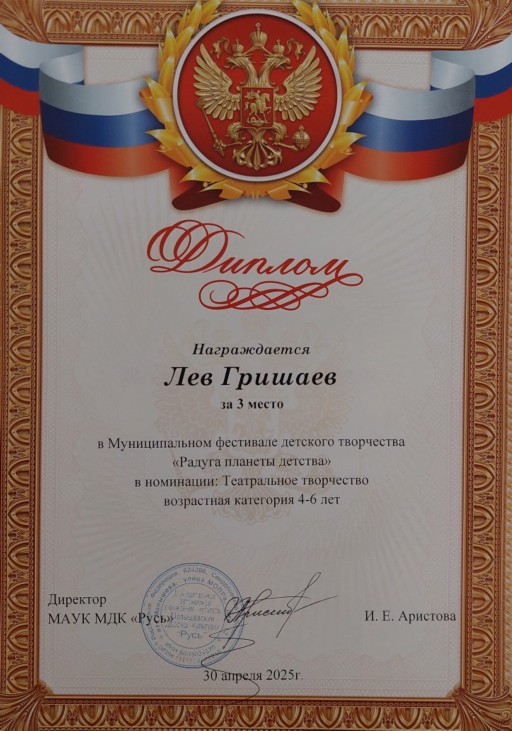 Диплом
Награждается
Лев Гришаев
за 3 место
в Муниципальном фестивале детского творчества
«Радуга планеты детства»
в номинации: Театральное творчество
возрастная категория 4-6 лет
Директор
МАУК МДК «Русь»
И. Е. Аристова
"Русь"
30 апреля 2025г.